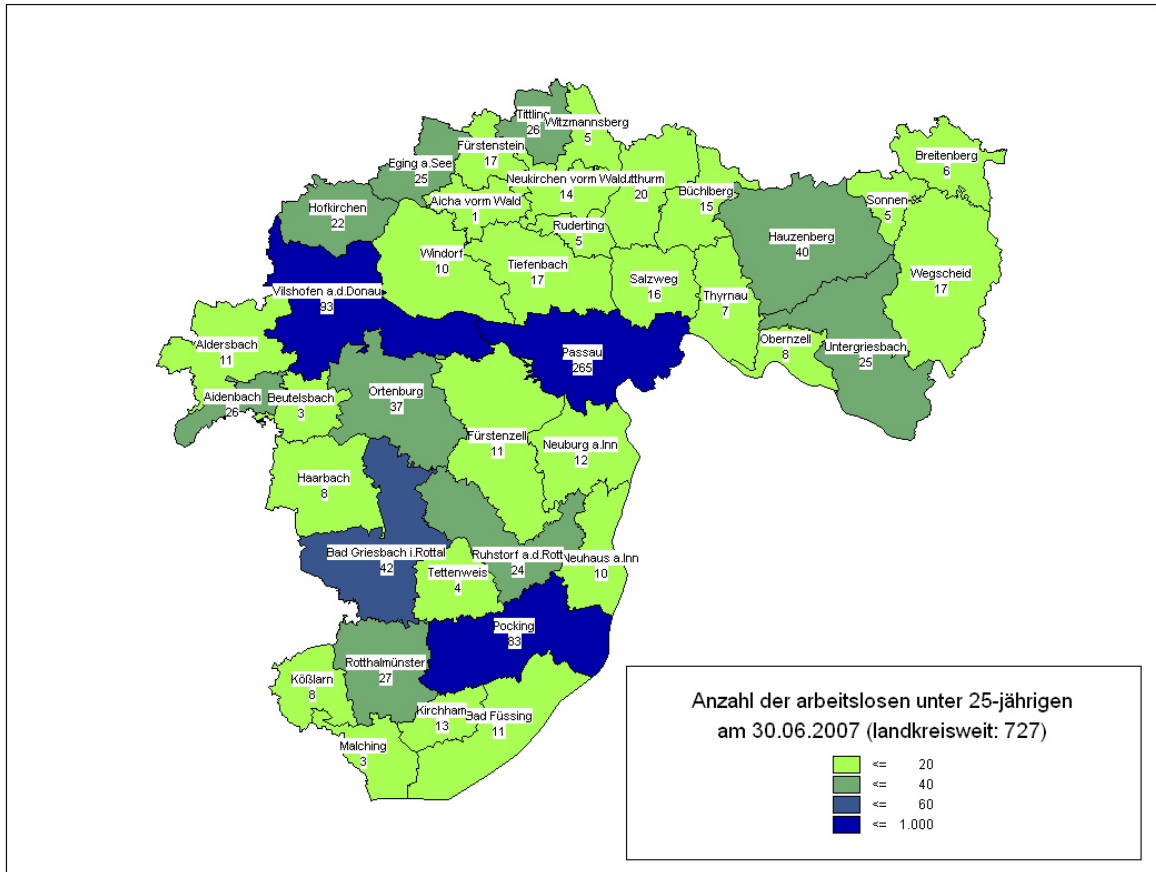 Tittling
26
Witzmannsberg
5
Fürstenstein
17
Eging a.See
25
Neukirchen vorm Wald
14
utthurm
20
Büchlberg
15
Breitenberg
6
Sonnen
5
Aicha vorm Wald
1
Hofkirchen
22
Ruderting
5
Hauzenberg
40
Windorf
10
Tiefenbach
17
Salzweg
16
Thyrnau
7
Wegscheid
17
Vilshofen a.d.Donau
93
Aldersbach
11
Passau
265
Obernzell
8
Untergriesbach
25
Aidenbach
26
Beutelsbach
3
Ortenburg
37
Fürstenzell
11
Neuburg a.Inn
12
Haarbach
8
Bad Griesbach i.Rottal
42
Tettenweis
4
Ruhstorf a.d.Rott
24
Neuhaus a.Inn
10
Pocking
83
Rotthalmünster
27
Kößlarn
8
Kirchham
13
Bad Füssing
11
Malching
3
Anzahl der arbeitslosen unter 25-jährigen
am 30.06.2007 (landkreisweit: 727)
<= 20
<= 40
<= 60
<= 1.000